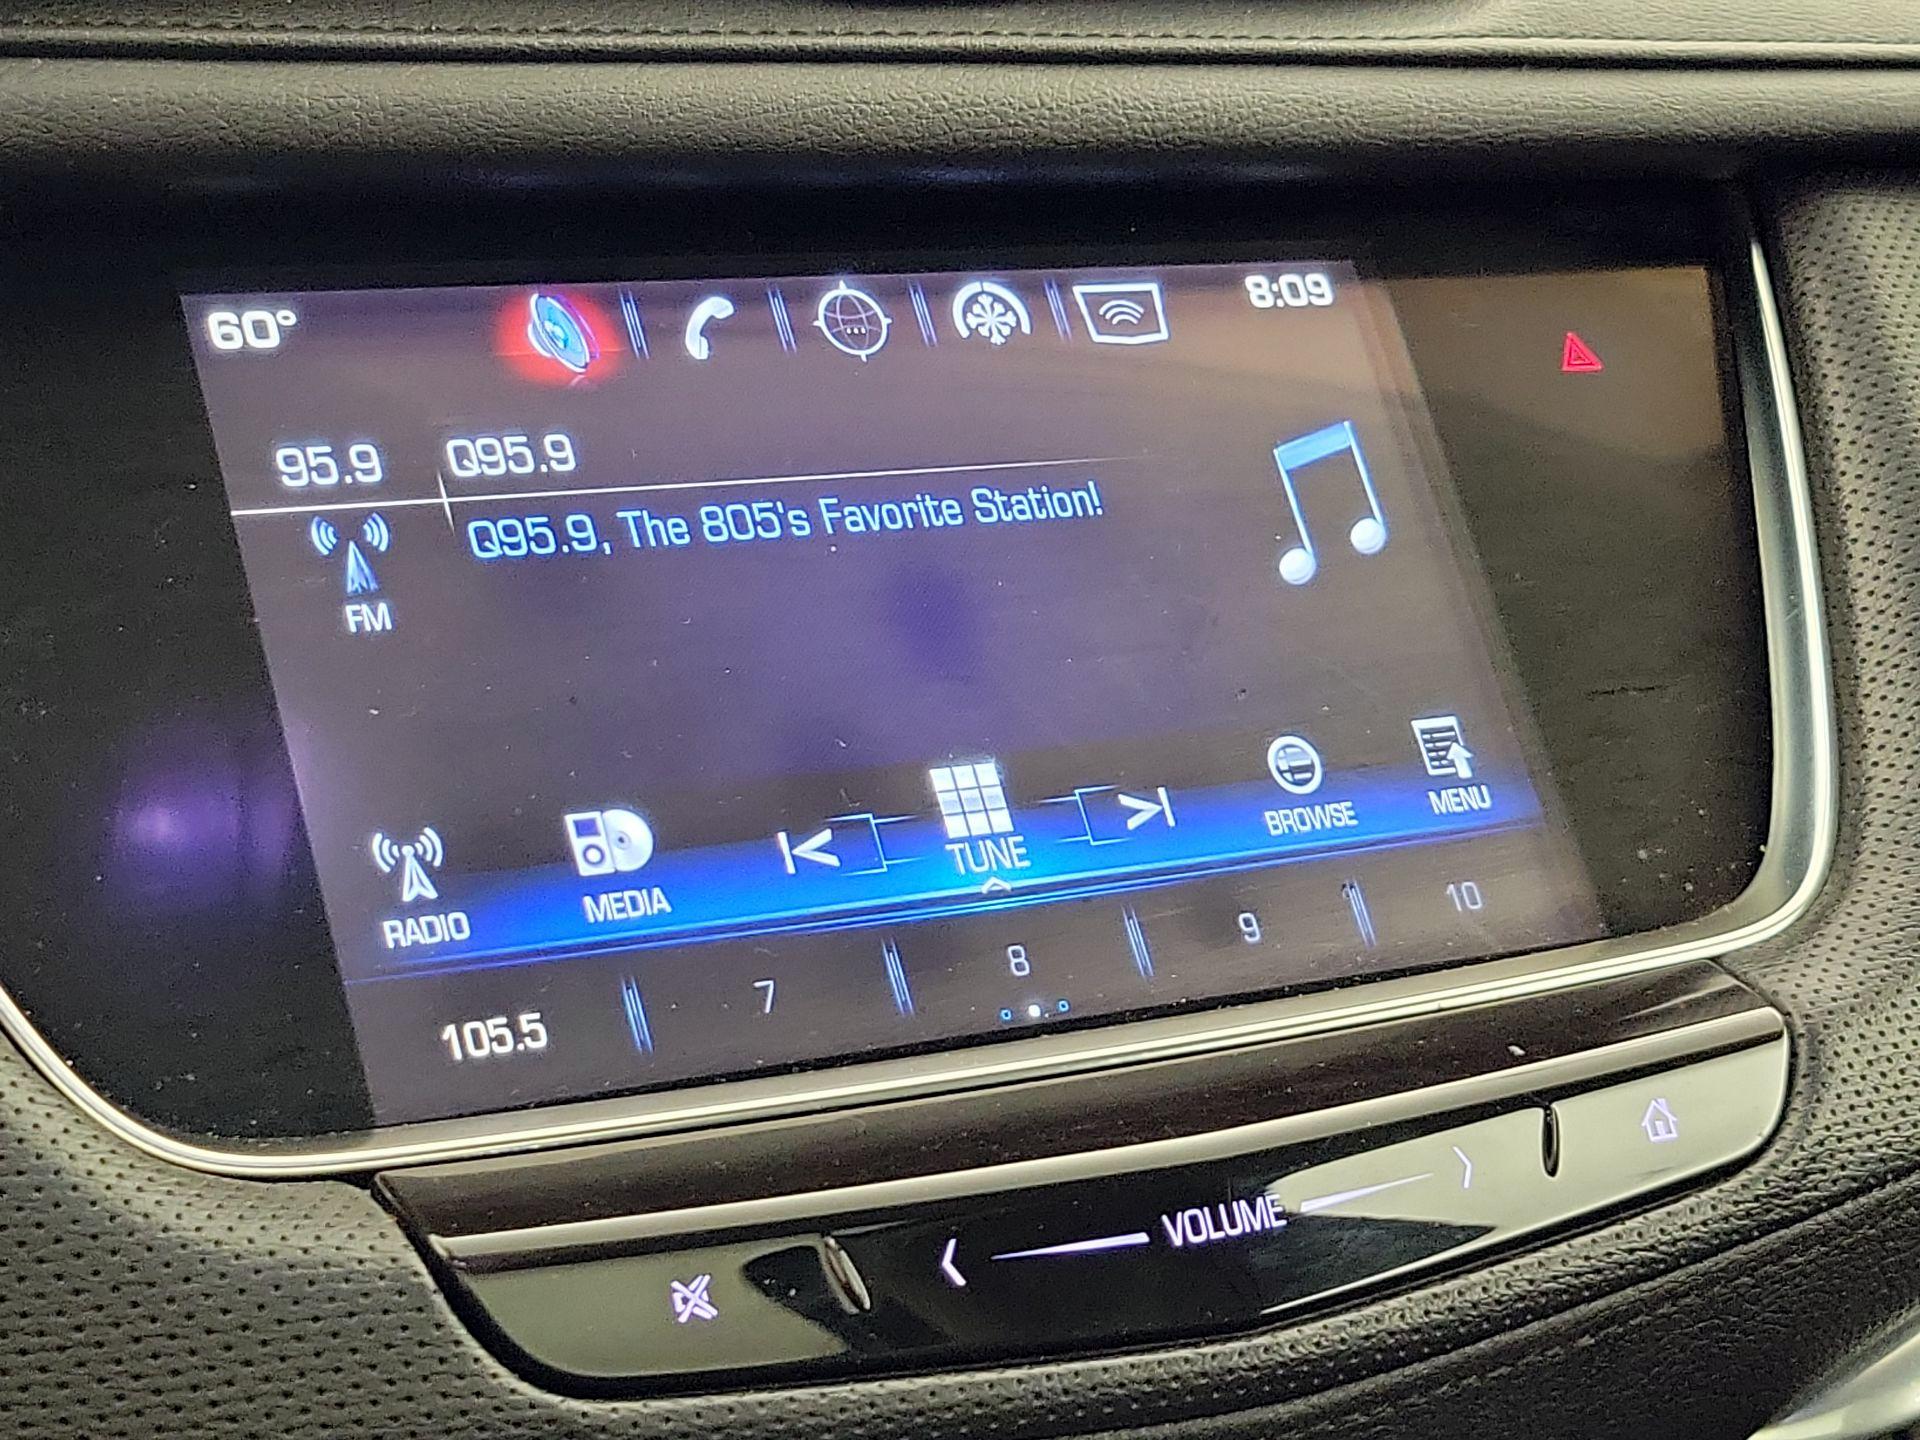 60°
8:09
95.9
Q95.9
Q95.9, The 805's Favorite Station!
FM
RADIO
MEDIA
TUNE
BROWSE
MENU
105.5
7
8
9
10
VOLUME